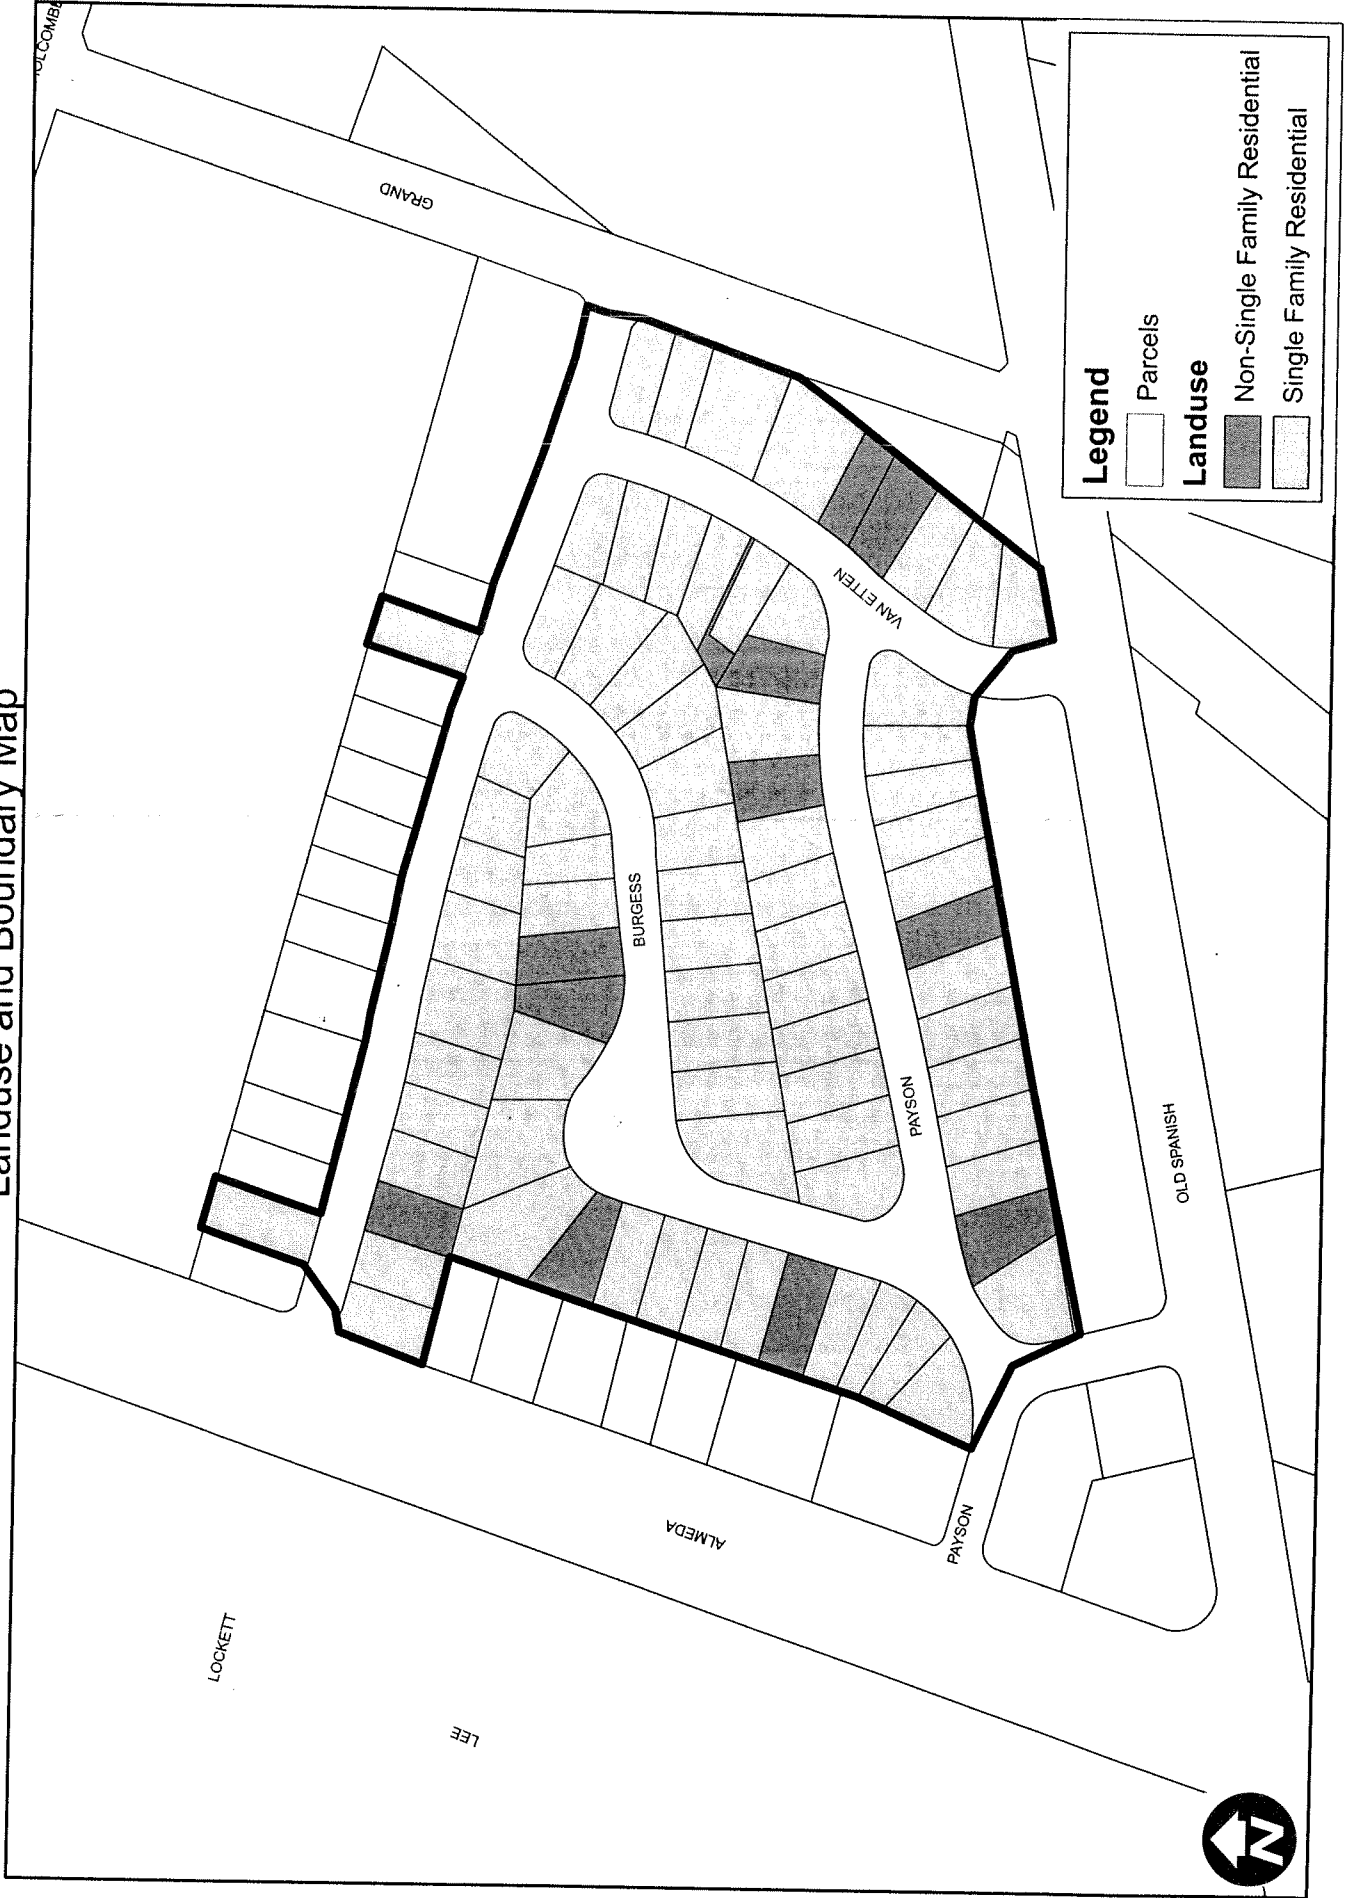 Landuse and Boundary Map
GRAND
VAN ETTEN
BURGESS
PAYSON
OLD SPANISH
ALMEDA
PAYSON
LOCKETT
LEE
Legend
Parcels
Landuse
Non-Single Family Residential
Single Family Residential
N